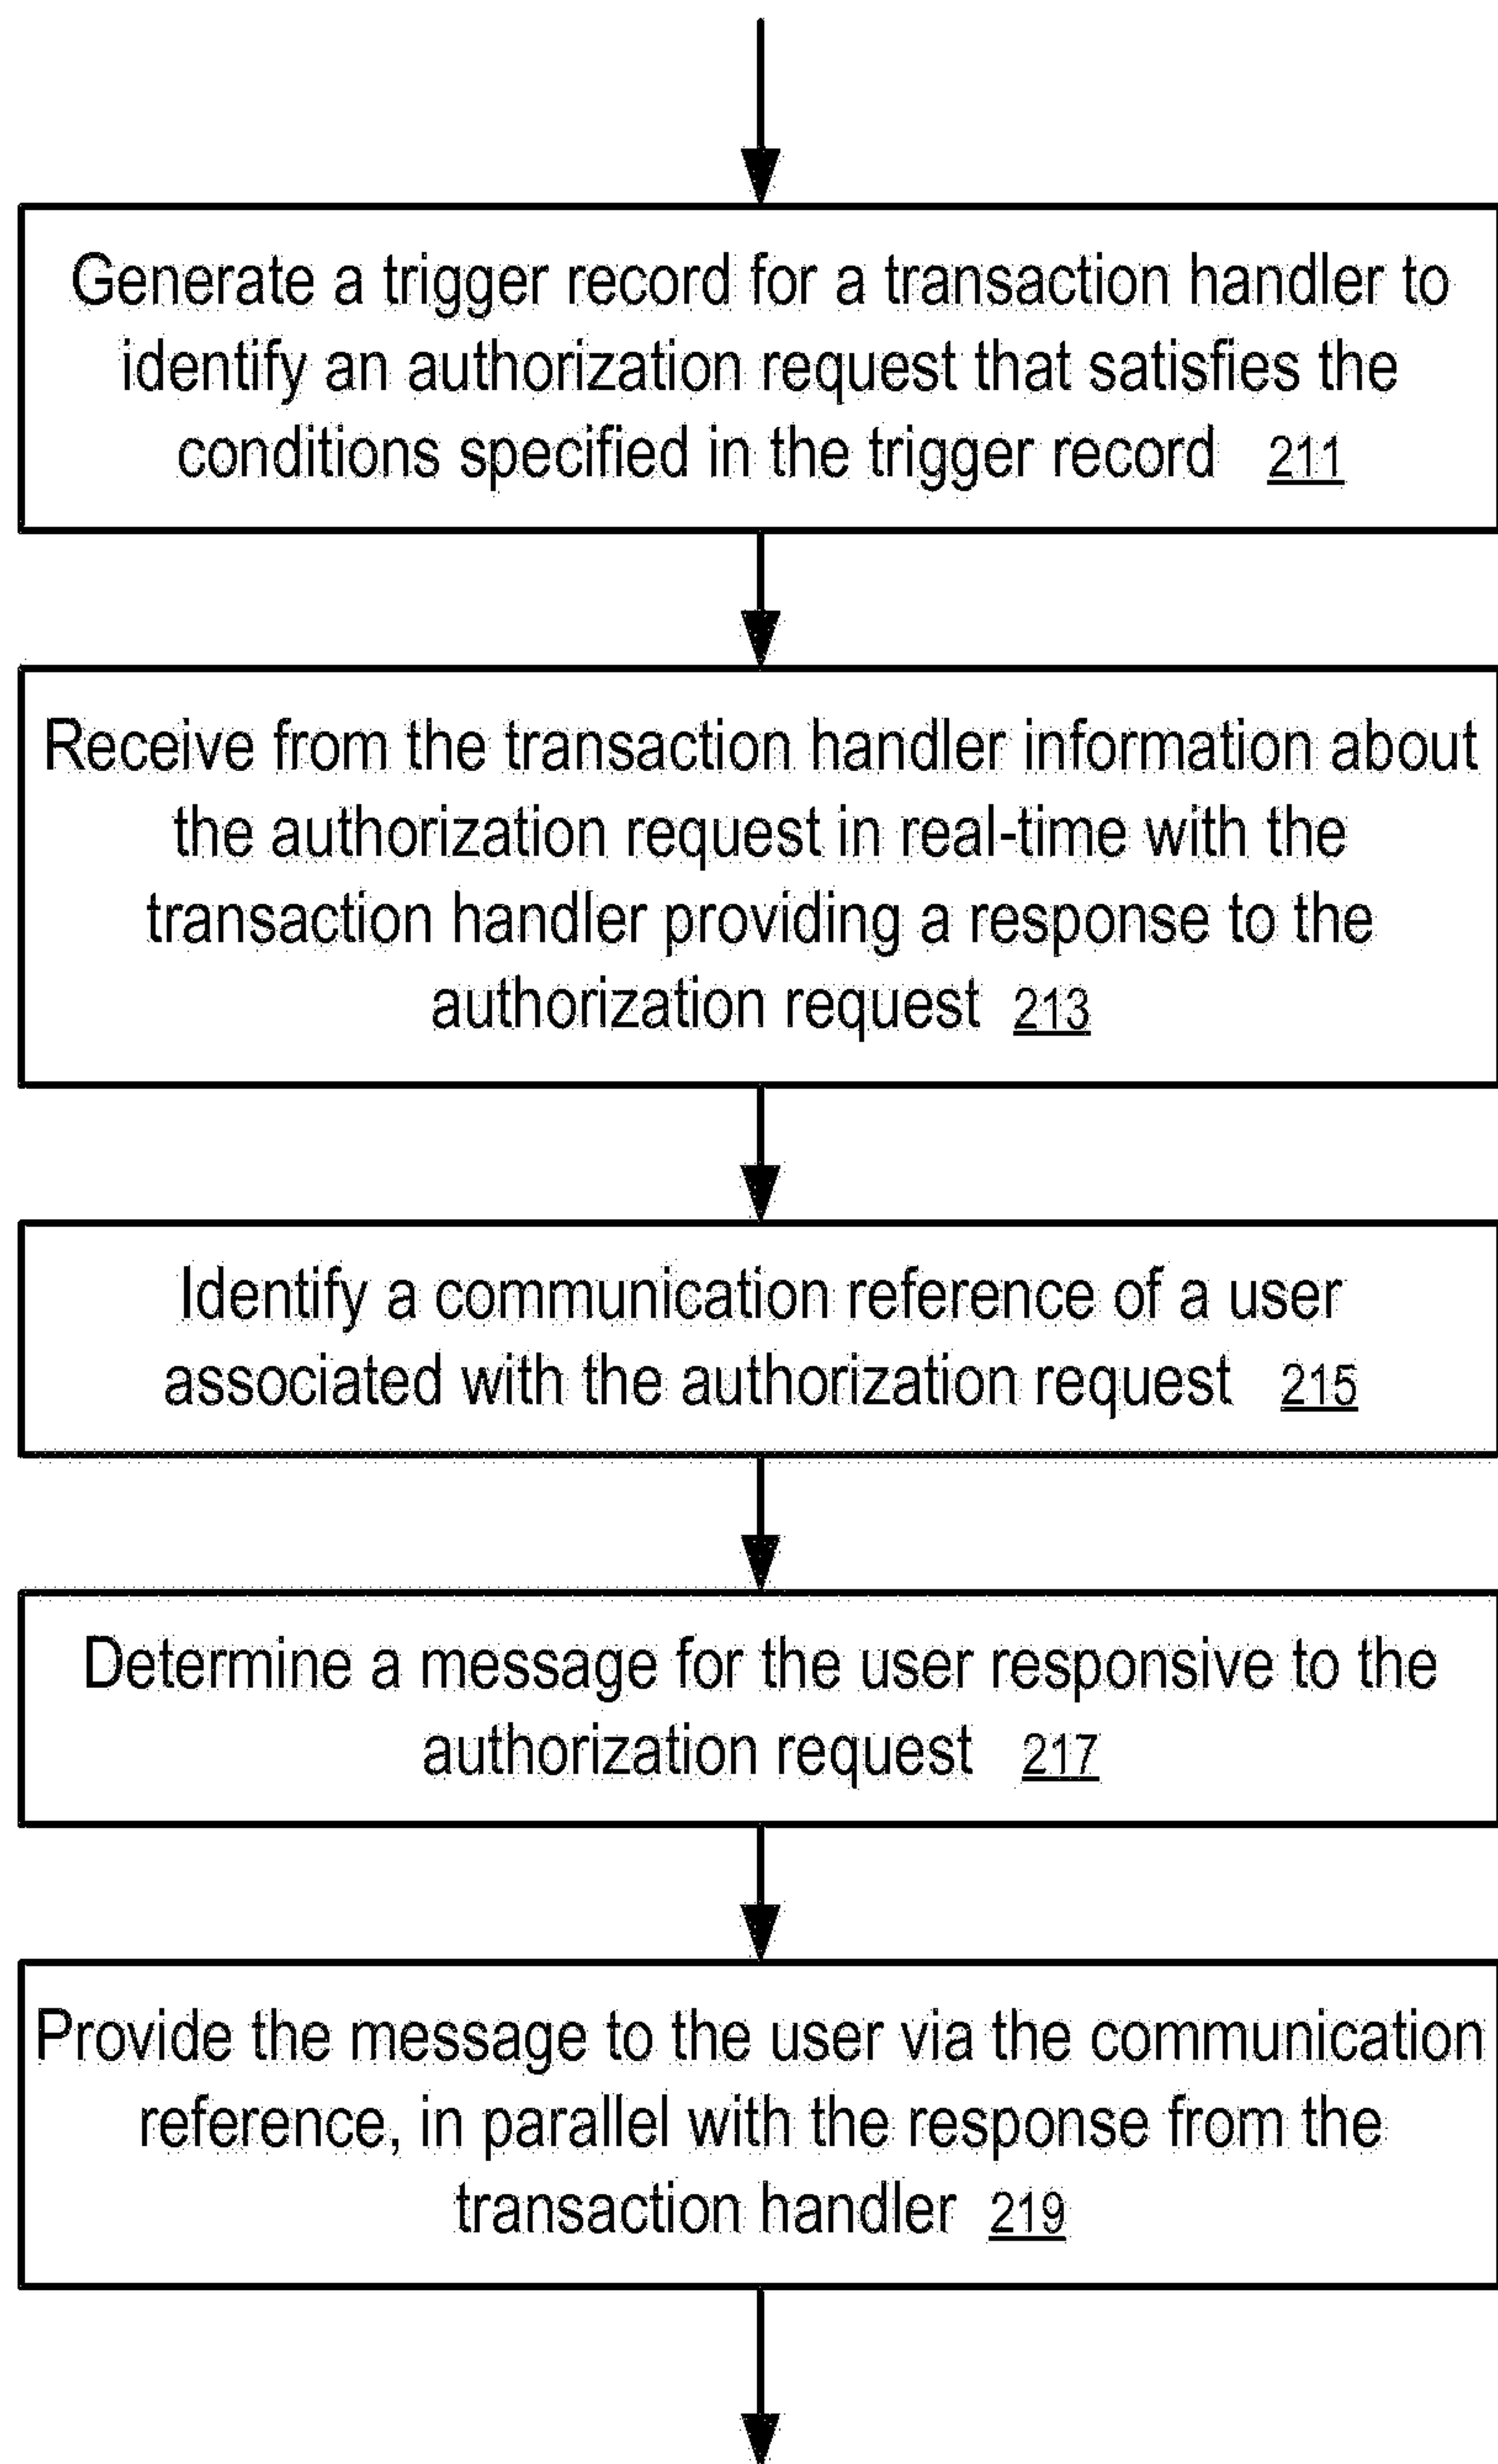 Generate a trigger record for a transaction handler to
identify an authorization request that satisfies the
conditions specified in the trigger record 211
Receive from the transaction handler information about
the authorization request in real-time with the
transaction handler providing a response to the
authorization request 213
Identify a communication reference of a user
associated with the authorization request 215
Determine a message for the user responsive to the
authorization request 217
Provide the message to the user via the communication
reference, in parallel with the response from the
transaction handler 219